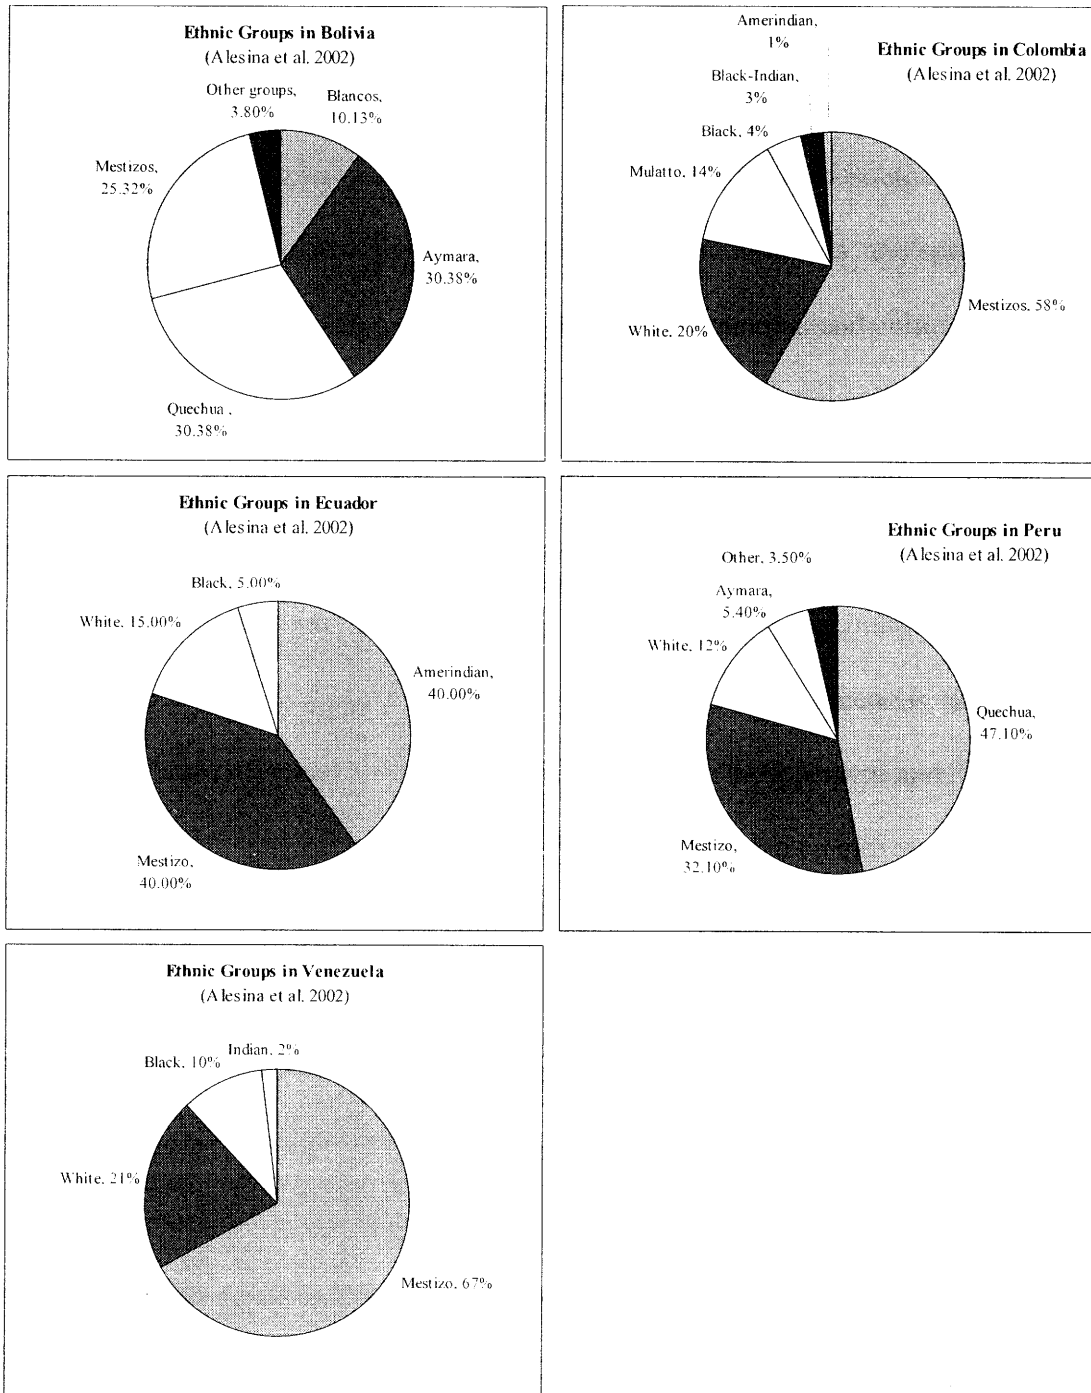 Ethnic Groups in Bolivia
(Alesina et al. 2002)
Other groups,
3.80%
Blancos,
10.13%
Mestizos,
25.32%
Aymara,
30.38%
Quechua ,
30.38%
Amerindian,
1%
Ethnic Groups in Colombia
(Alesina et al. 2002)
Black-Indian,
3%
Black, 4%
Mulatto, 14%
White, 20%
Mestizos, 58%
Ethnic Groups in Ecuador
(Alesina et al. 2002)
Black, 5.00%
White, 15.00%
Amerindian,
40.00%
Mestizo,
40.00%
Ethnic Groups in Peru
(Alesina et al. 2002)
Other, 3.50%
Aymara,
5.40%
White, 12%
Quechua,
47.10%
Mestizo,
32.10%
Ethnic Groups in Venezuela
(Alesina et al. 2002)
Indian, 2%
Black, 10%
White, 21%
Mestizo, 67%